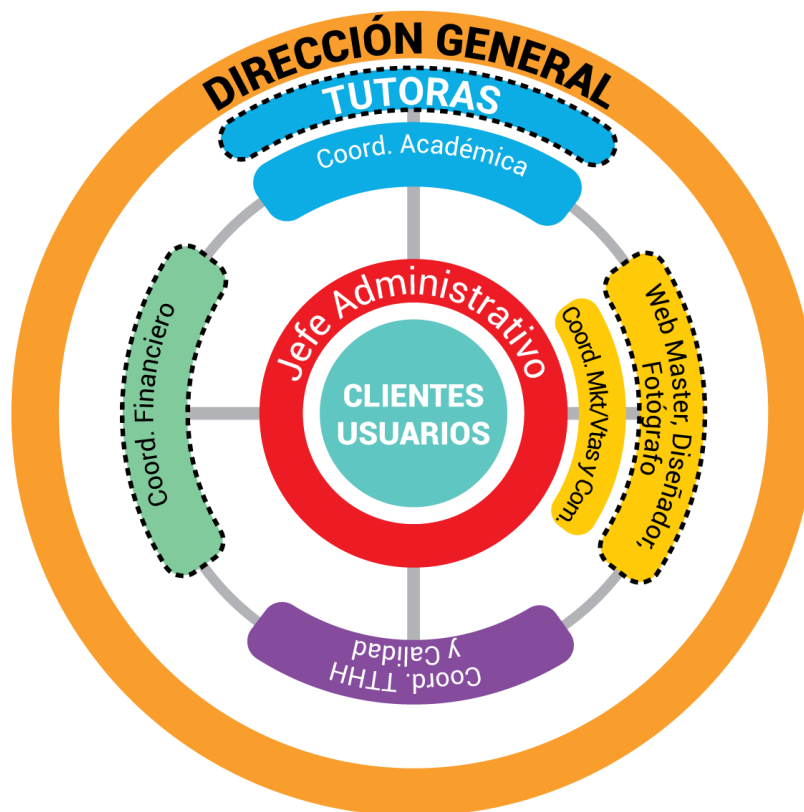 DIRECCIÓN GENERAL
TUTORAS
Coord. Académica
Jefe Administrativo
CLIENTES
USUARIOS
Coord. Financiero
Coord. Mkt/Vtas y Com.
Web Master, Diseñador,
Fotógrafo
Coord. TTHH
y Calidad